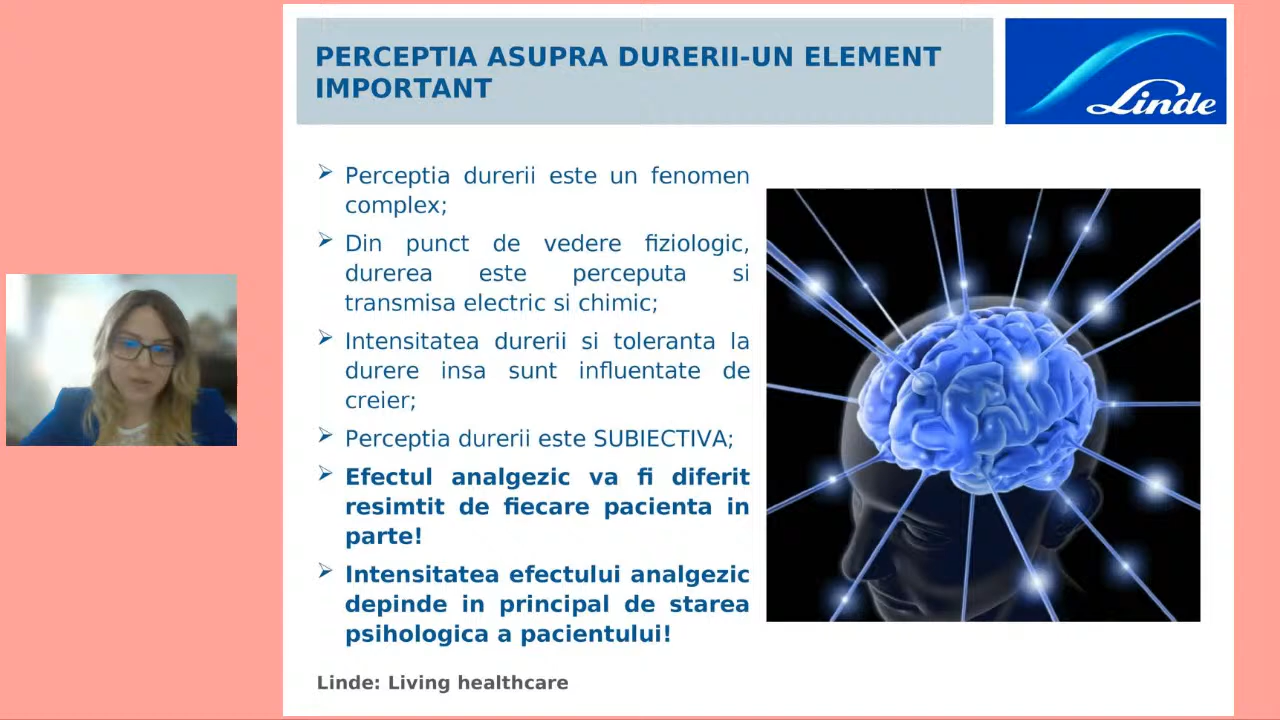 PERCEPTIA ASUPRA DURERII-UN ELEMENT
IMPORTANT
Linde
Perceptia durerii este un fenomen
complex;
Din punct de vedere fiziologic,
durerea este perceputa si
transmisa electric si chimic;
Intensitatea durerii si toleranta la
durere insa sunt influentate de
creier;
Perceptia durerii este SUBIECTIVA;
Efectul analgezic va fi diferit
resimtit de fiecare pacienta in
parte!
Intensitatea efectului analgezic
depinde in principal de starea
psihologica a pacientului!
Linde: Living healthcare